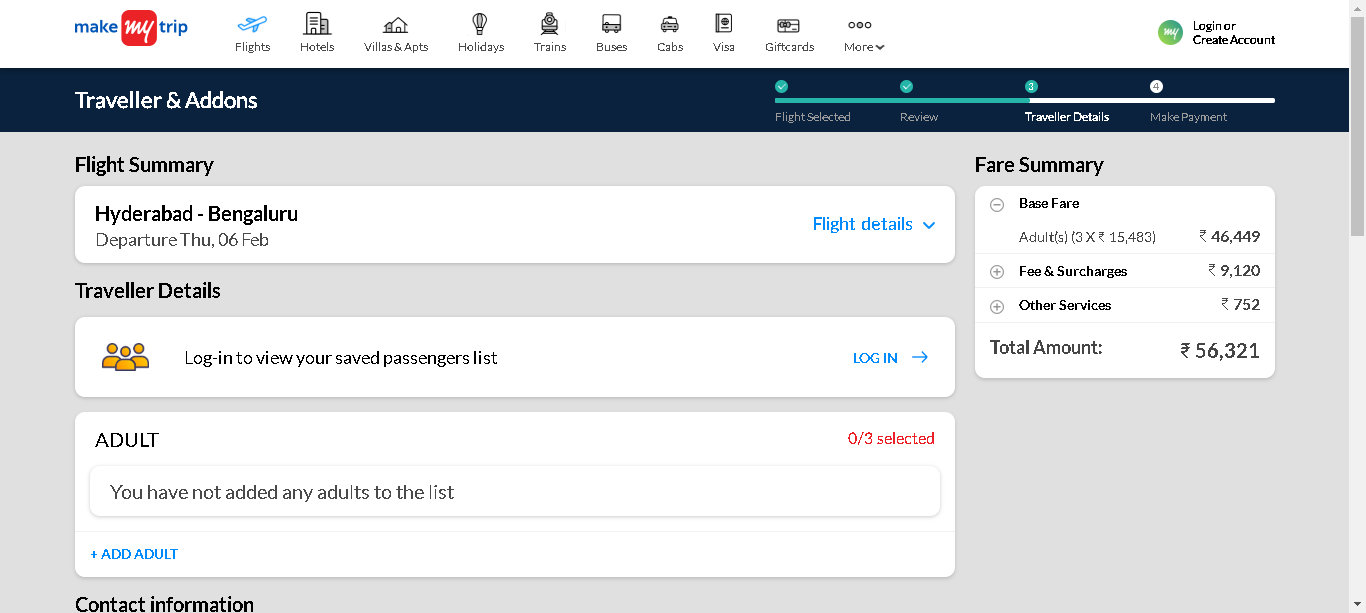 make my trip
Flights
Hotels
Villas & Apts
Holidays
Trains
Buses
Cabs
Visa
Giftcards
More
my
Login or
Create Account
Traveller & Addons
Flight Selected
Review
3
Traveller Details
4
Make Payment
Flight Summary
Hyderabad - Bengaluru
Departure Thu, 06 Feb
Flight details
Traveller Details
Log-in to view your saved passengers list
LOG IN
ADULT
0/3 selected
You have not added any adults to the list
+ ADD ADULT
Contact information
Fare Summary
Base Fare
Adult(s) (3 X ₹ 15,483) ₹ 46,449
Fee & Surcharges ₹ 9,120
Other Services ₹ 752
Total Amount: ₹ 56,321